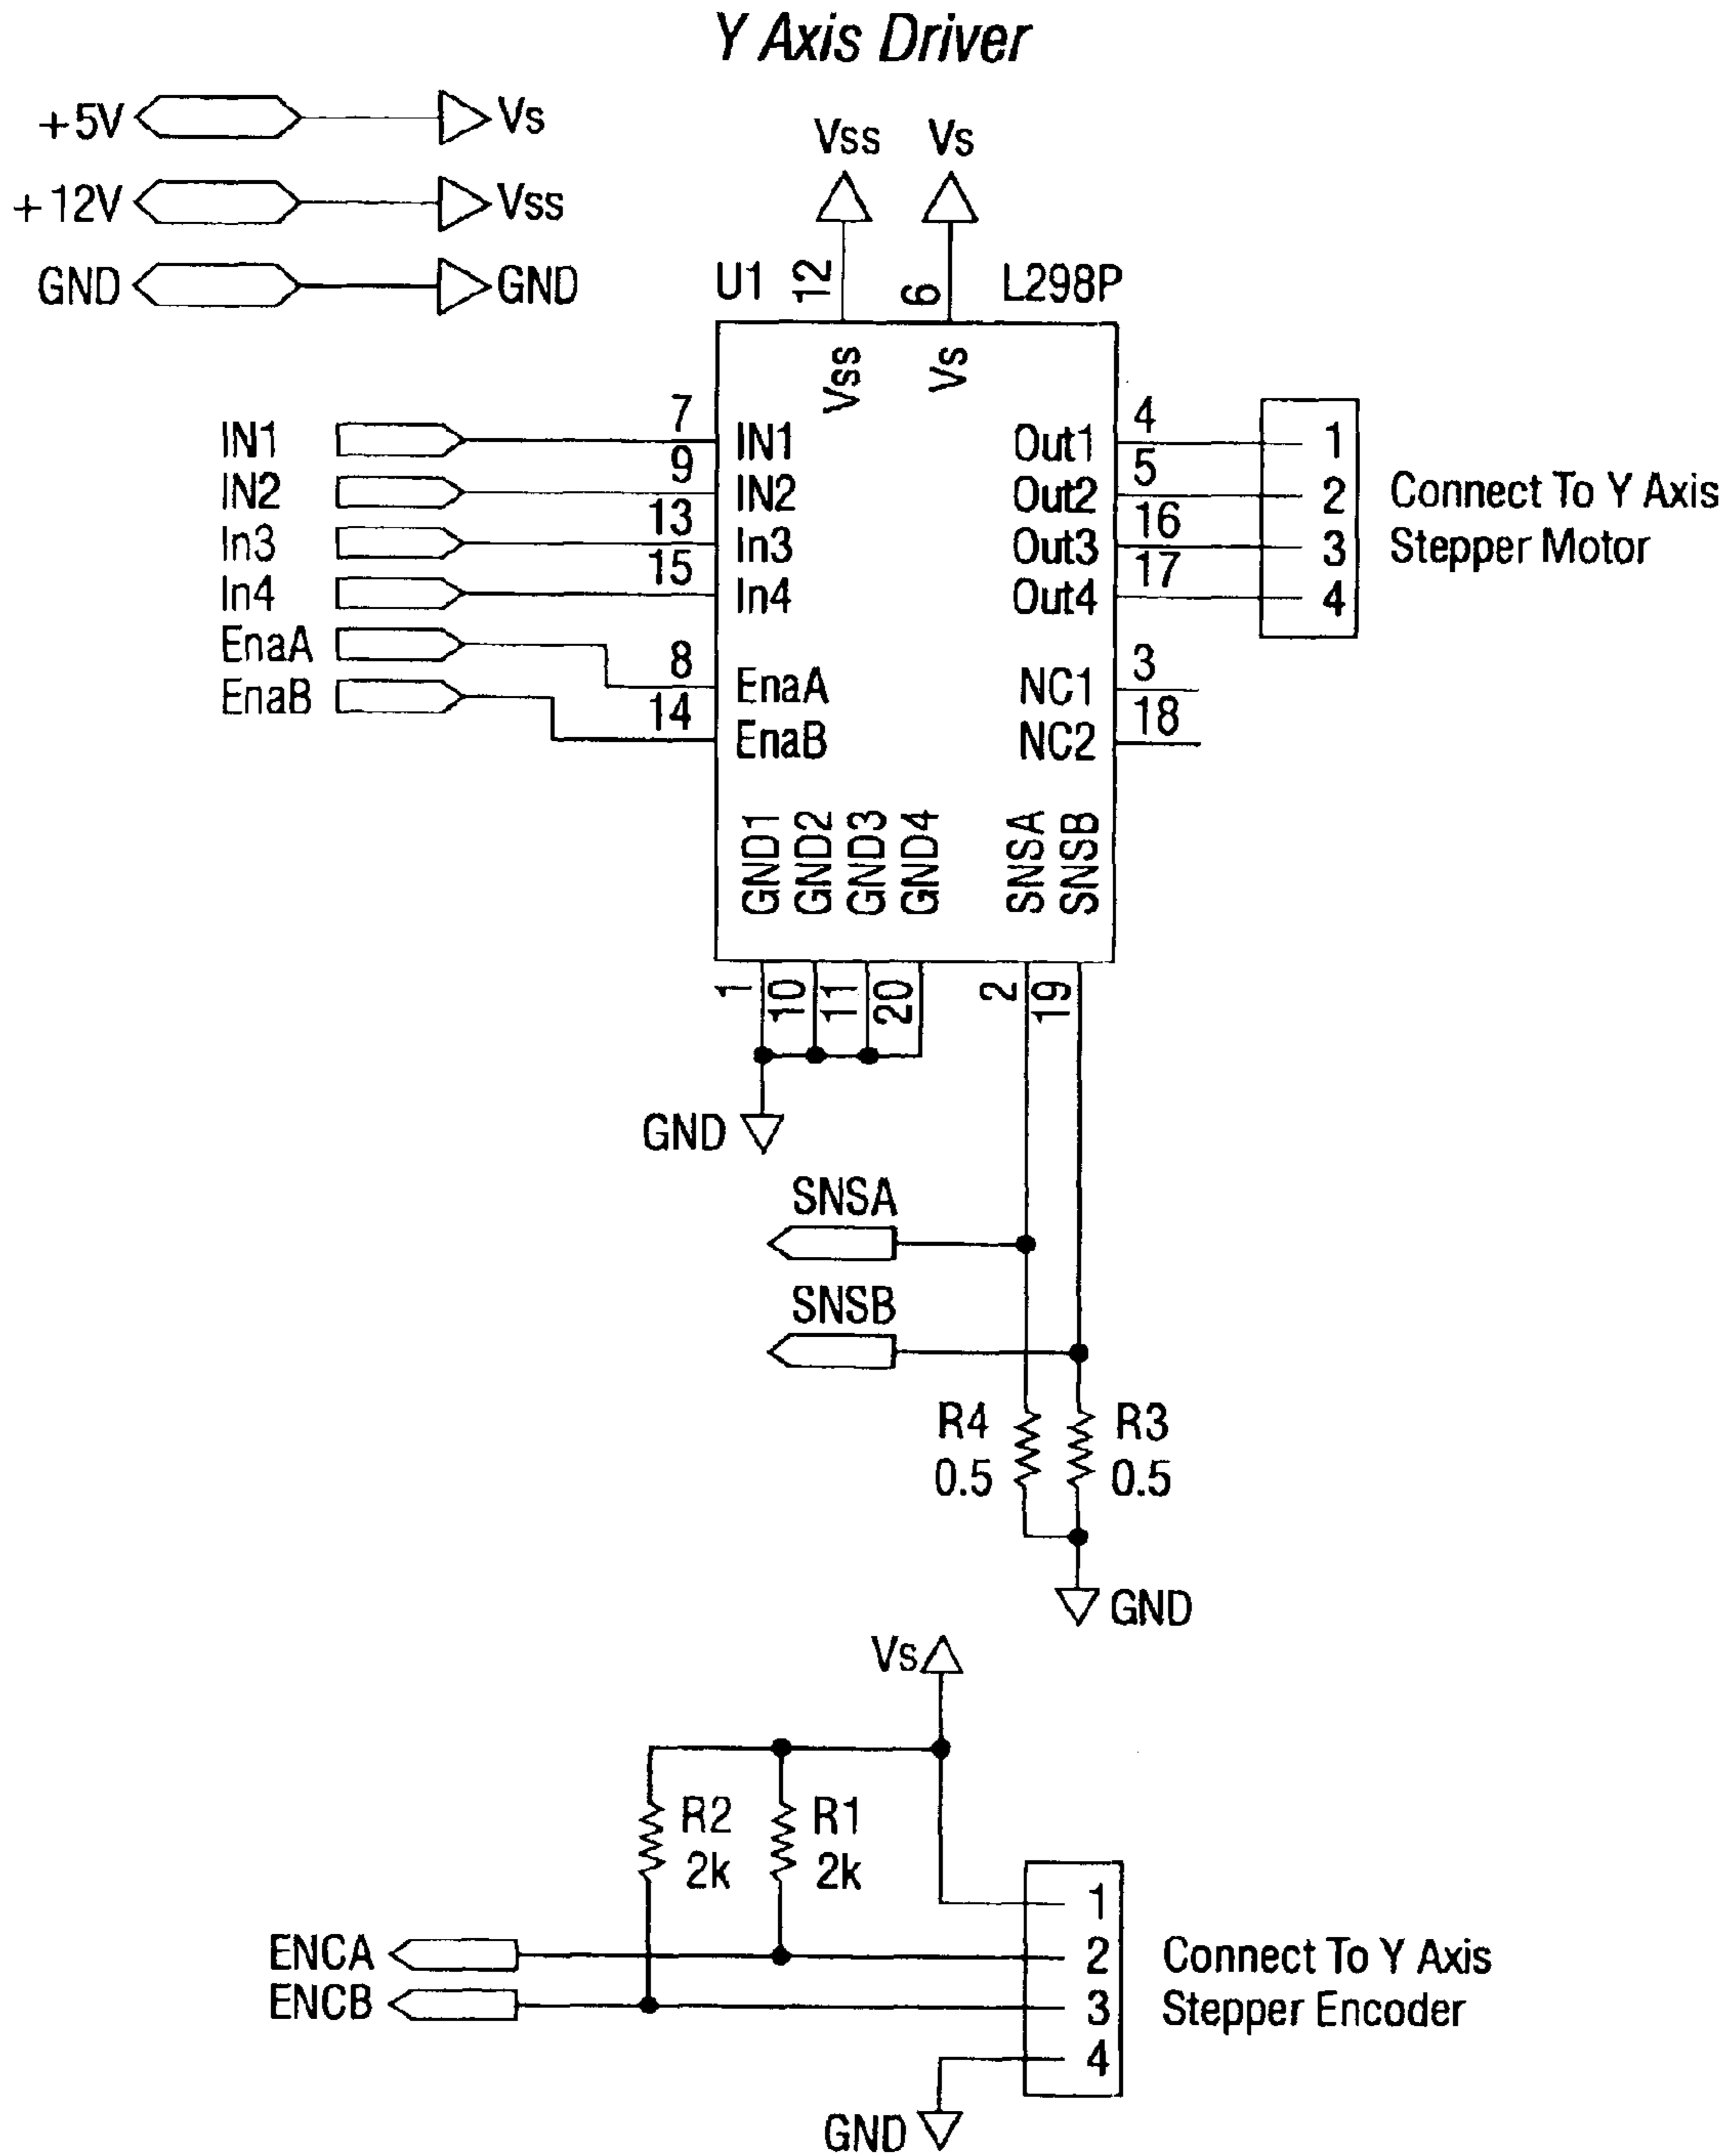 Y Axis Driver
+5V Vs
+12V Vss
GND GND
Vss Vs
U1 12 6 L298P
Vss Vs
IN1 7 IN1
IN2 9 IN2
In3 13 In3
In4 15 In4
EnaA 8 EnaA
EnaB 14 EnaB
Out1 4 1
Out2 5 2
Out3 16 3
Out4 17 4
Connect To Y Axis
Stepper Motor
NC1 3
NC2 18
GND1 GND2 GND3 GND4 SNSA SNSB
1 10 11 20 2 19
GND
SNSA
SNSB
R4 R3
0.5 0.5
GND
Vs
R2 R1
2k 2k
1
ENCA 2
ENCB 3
4
Connect To Y Axis
Stepper Encoder
GND